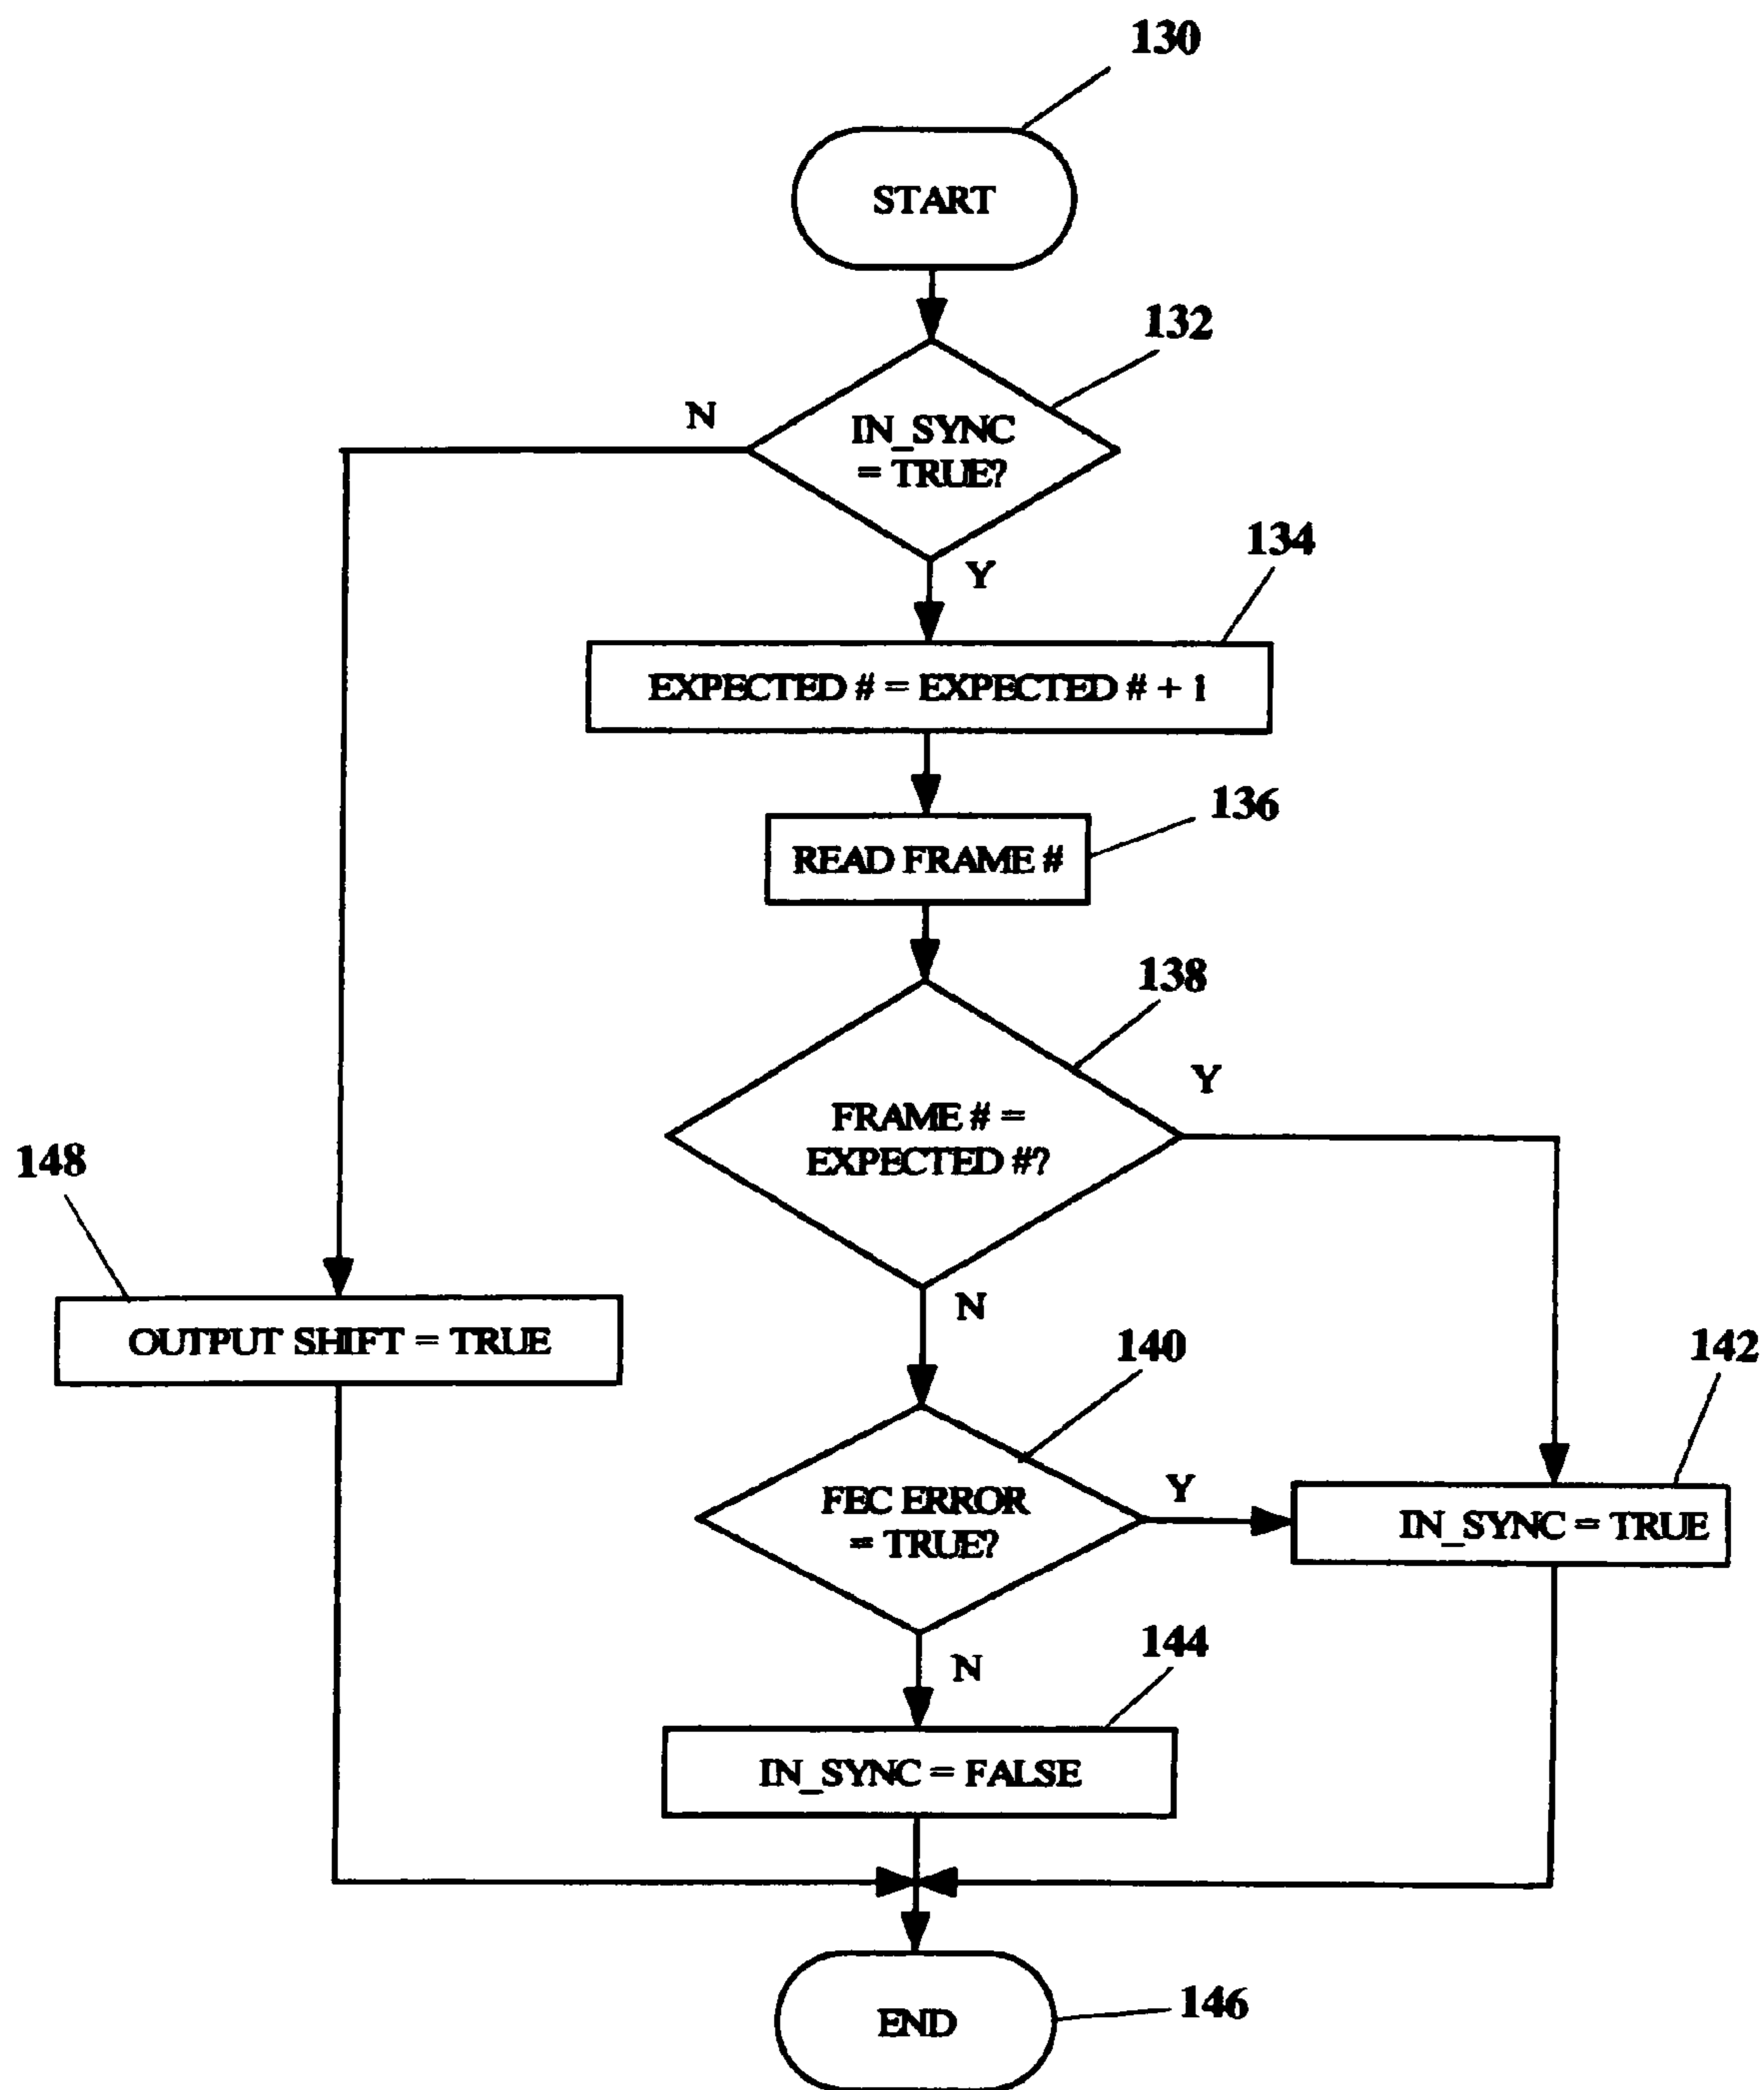 130
START
132
N
IN_SYNC
= TRUE?
134
Y
EXPECTED # = EXPECTED # + 1
136
READ FRAME #
138
Y
FRAME # =
EXPECTED #?
148
N
OUTPUT SHIFT = TRUE
140
142
FEC ERROR
= TRUE?
Y
IN_SYNC = TRUE
144
N
IN_SYNC = FALSE
END
146